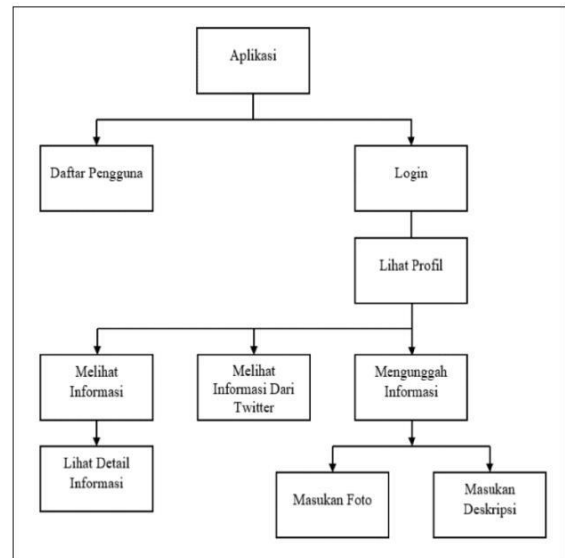 Aplikasi
Daftar Pengguna
Login
Lihat Profil
Melihat
Informasi
Melihat
Informasi Dari
Twitter
Mengunggah
Informasi
Lihat Detail
Informasi
Masukan Foto
Masukan
Deskripsi